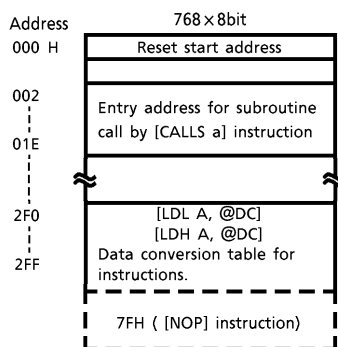 Address 768×8bit
000 H Reset start address
002 Entry address for subroutine
01E call by [CALLS a] instruction
2F0 [LDL A, @DC]
[LDH A, @DC]
2FF Data conversion table for
instructions.
7FH ( [NOP] instruction)